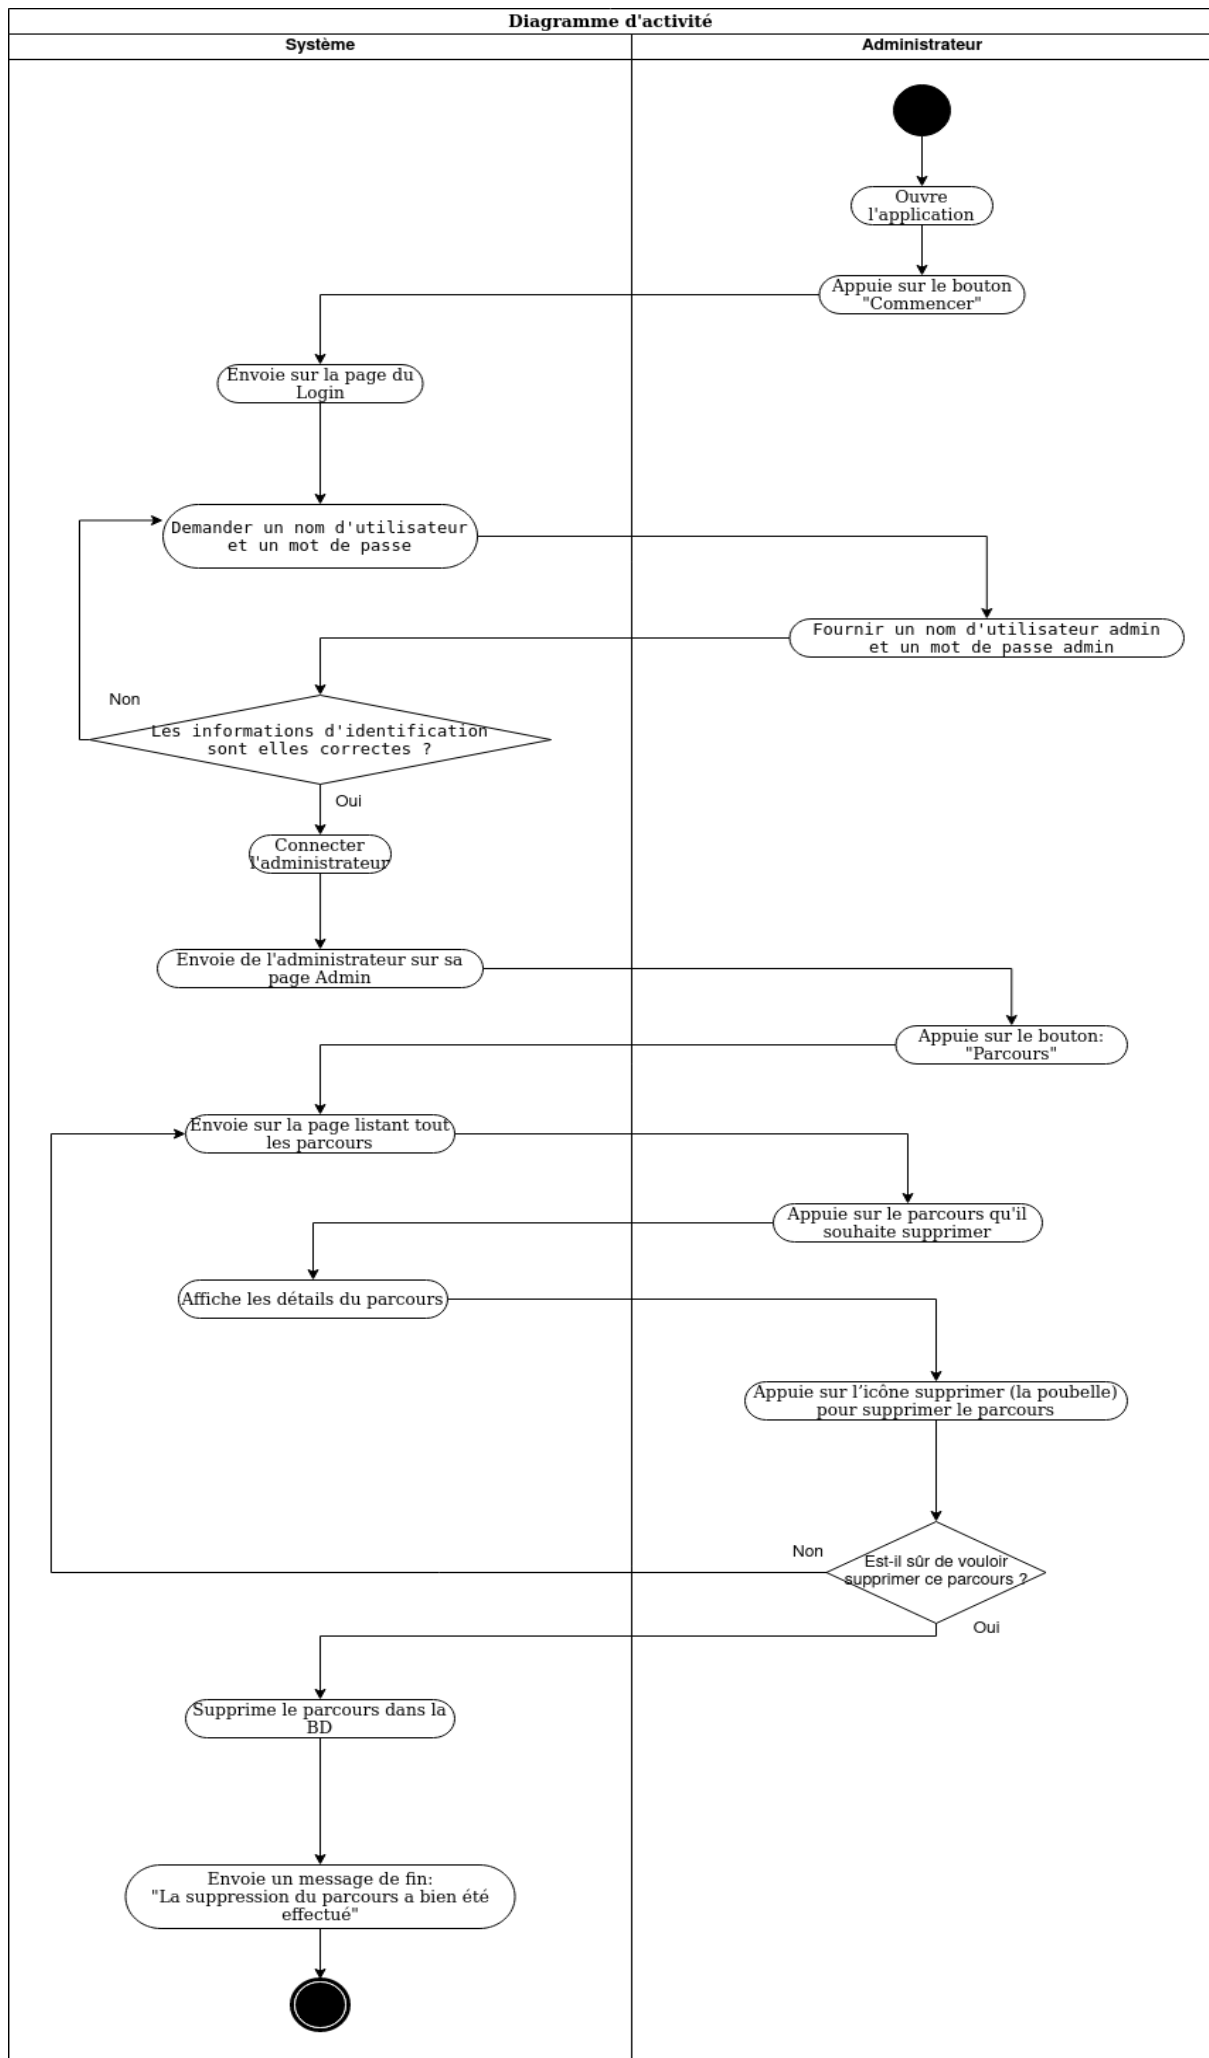 Diagramme d'activité
Système
Administrateur
Ouvre
l'application
Appuie sur le bouton
"Commencer"
Envoie sur la page du
Login
Demander un nom d'utilisateur
et un mot de passe
Fournir un nom d'utilisateur admin
et un mot de passe admin
Non
Les informations d'identification
sont elles correctes ?
Oui
Connecter
l'administrateur
Envoie de l'administrateur sur sa
page Admin
Appuie sur le bouton:
"Parcours"
Envoie sur la page listant tout
les parcours
Appuie sur le parcours qu'il
souhaite supprimer
Affiche les détails du parcours
Appuie sur l’icône supprimer (la poubelle)
pour supprimer le parcours
Non
Est-il sûr de vouloir
supprimer ce parcours ?
Oui
Supprime le parcours dans la
BD
Envoie un message de fin:
"La suppression du parcours a bien été
effectué"